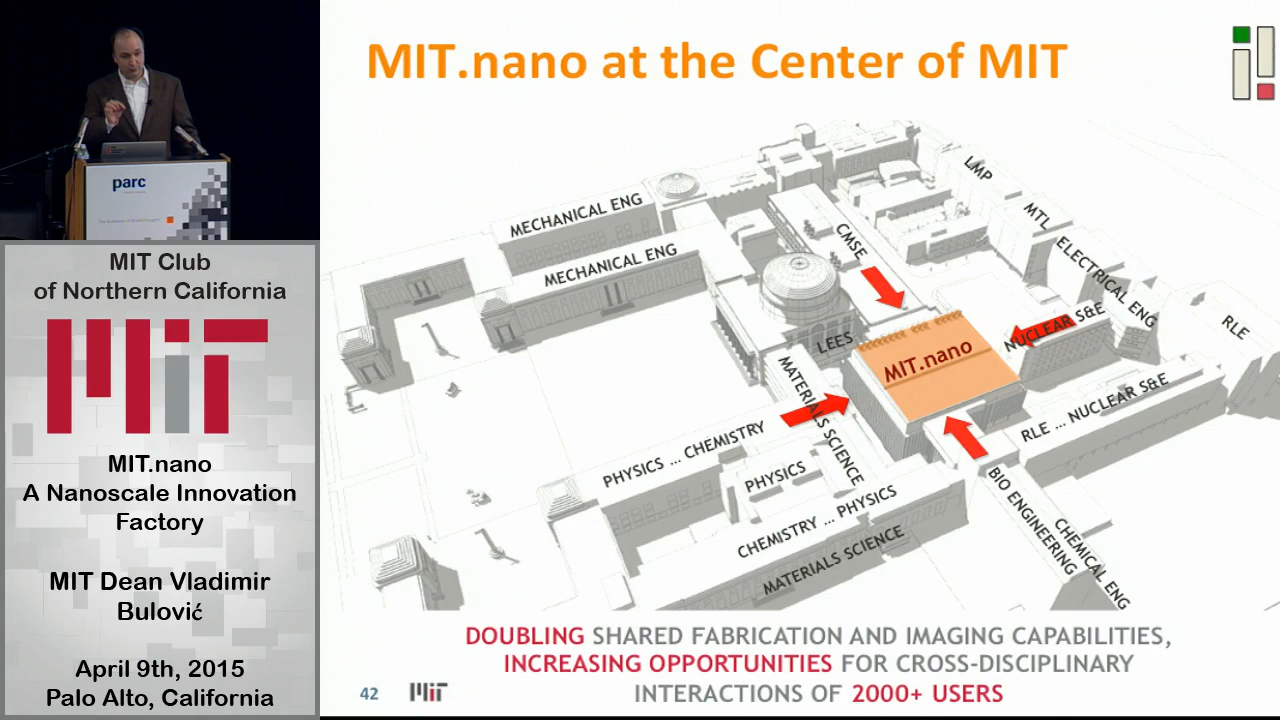 MIT.nano at the Center of MIT
parc
MIT Club
of Northern California
MIT
MIT.nano
A Nanoscale Innovation
Factory
MIT Dean Vladimir
Bulović
April 9th, 2015
Palo Alto, California
LMP
MECHANICAL ENG
MTL
CMSE
MECHANICAL ENG
ELECTRICAL ENG
NUCLEAR S&E
RLE
LEES
MIT.nano
MATERIALS SCIENCE
RLE ... NUCLEAR S&E
PHYSICS ... CHEMISTRY
PHYSICS
BIO ENGINEERING
CHEMISTRY ... PHYSICS
CHEMICAL ENG
MATERIALS SCIENCE
DOUBLING SHARED FABRICATION AND IMAGING CAPABILITIES,
INCREASING OPPORTUNITIES FOR CROSS-DISCIPLINARY
INTERACTIONS OF 2000+ USERS
42 MIT